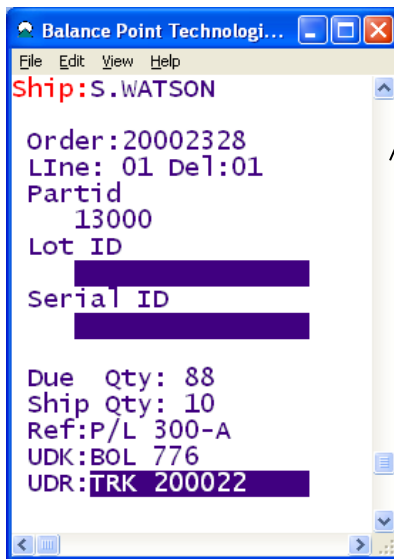 Balance Point Technologi...
File Edit View Help
Ship:S.WATSON
Order:20002328
LIne: 01 Del:01
Partid
13000
Lot ID
Serial ID
Due Qty: 88
Ship Qty: 10
Ref:P/L 300-A
UDK:BOL 776
UDR:TRK 200022